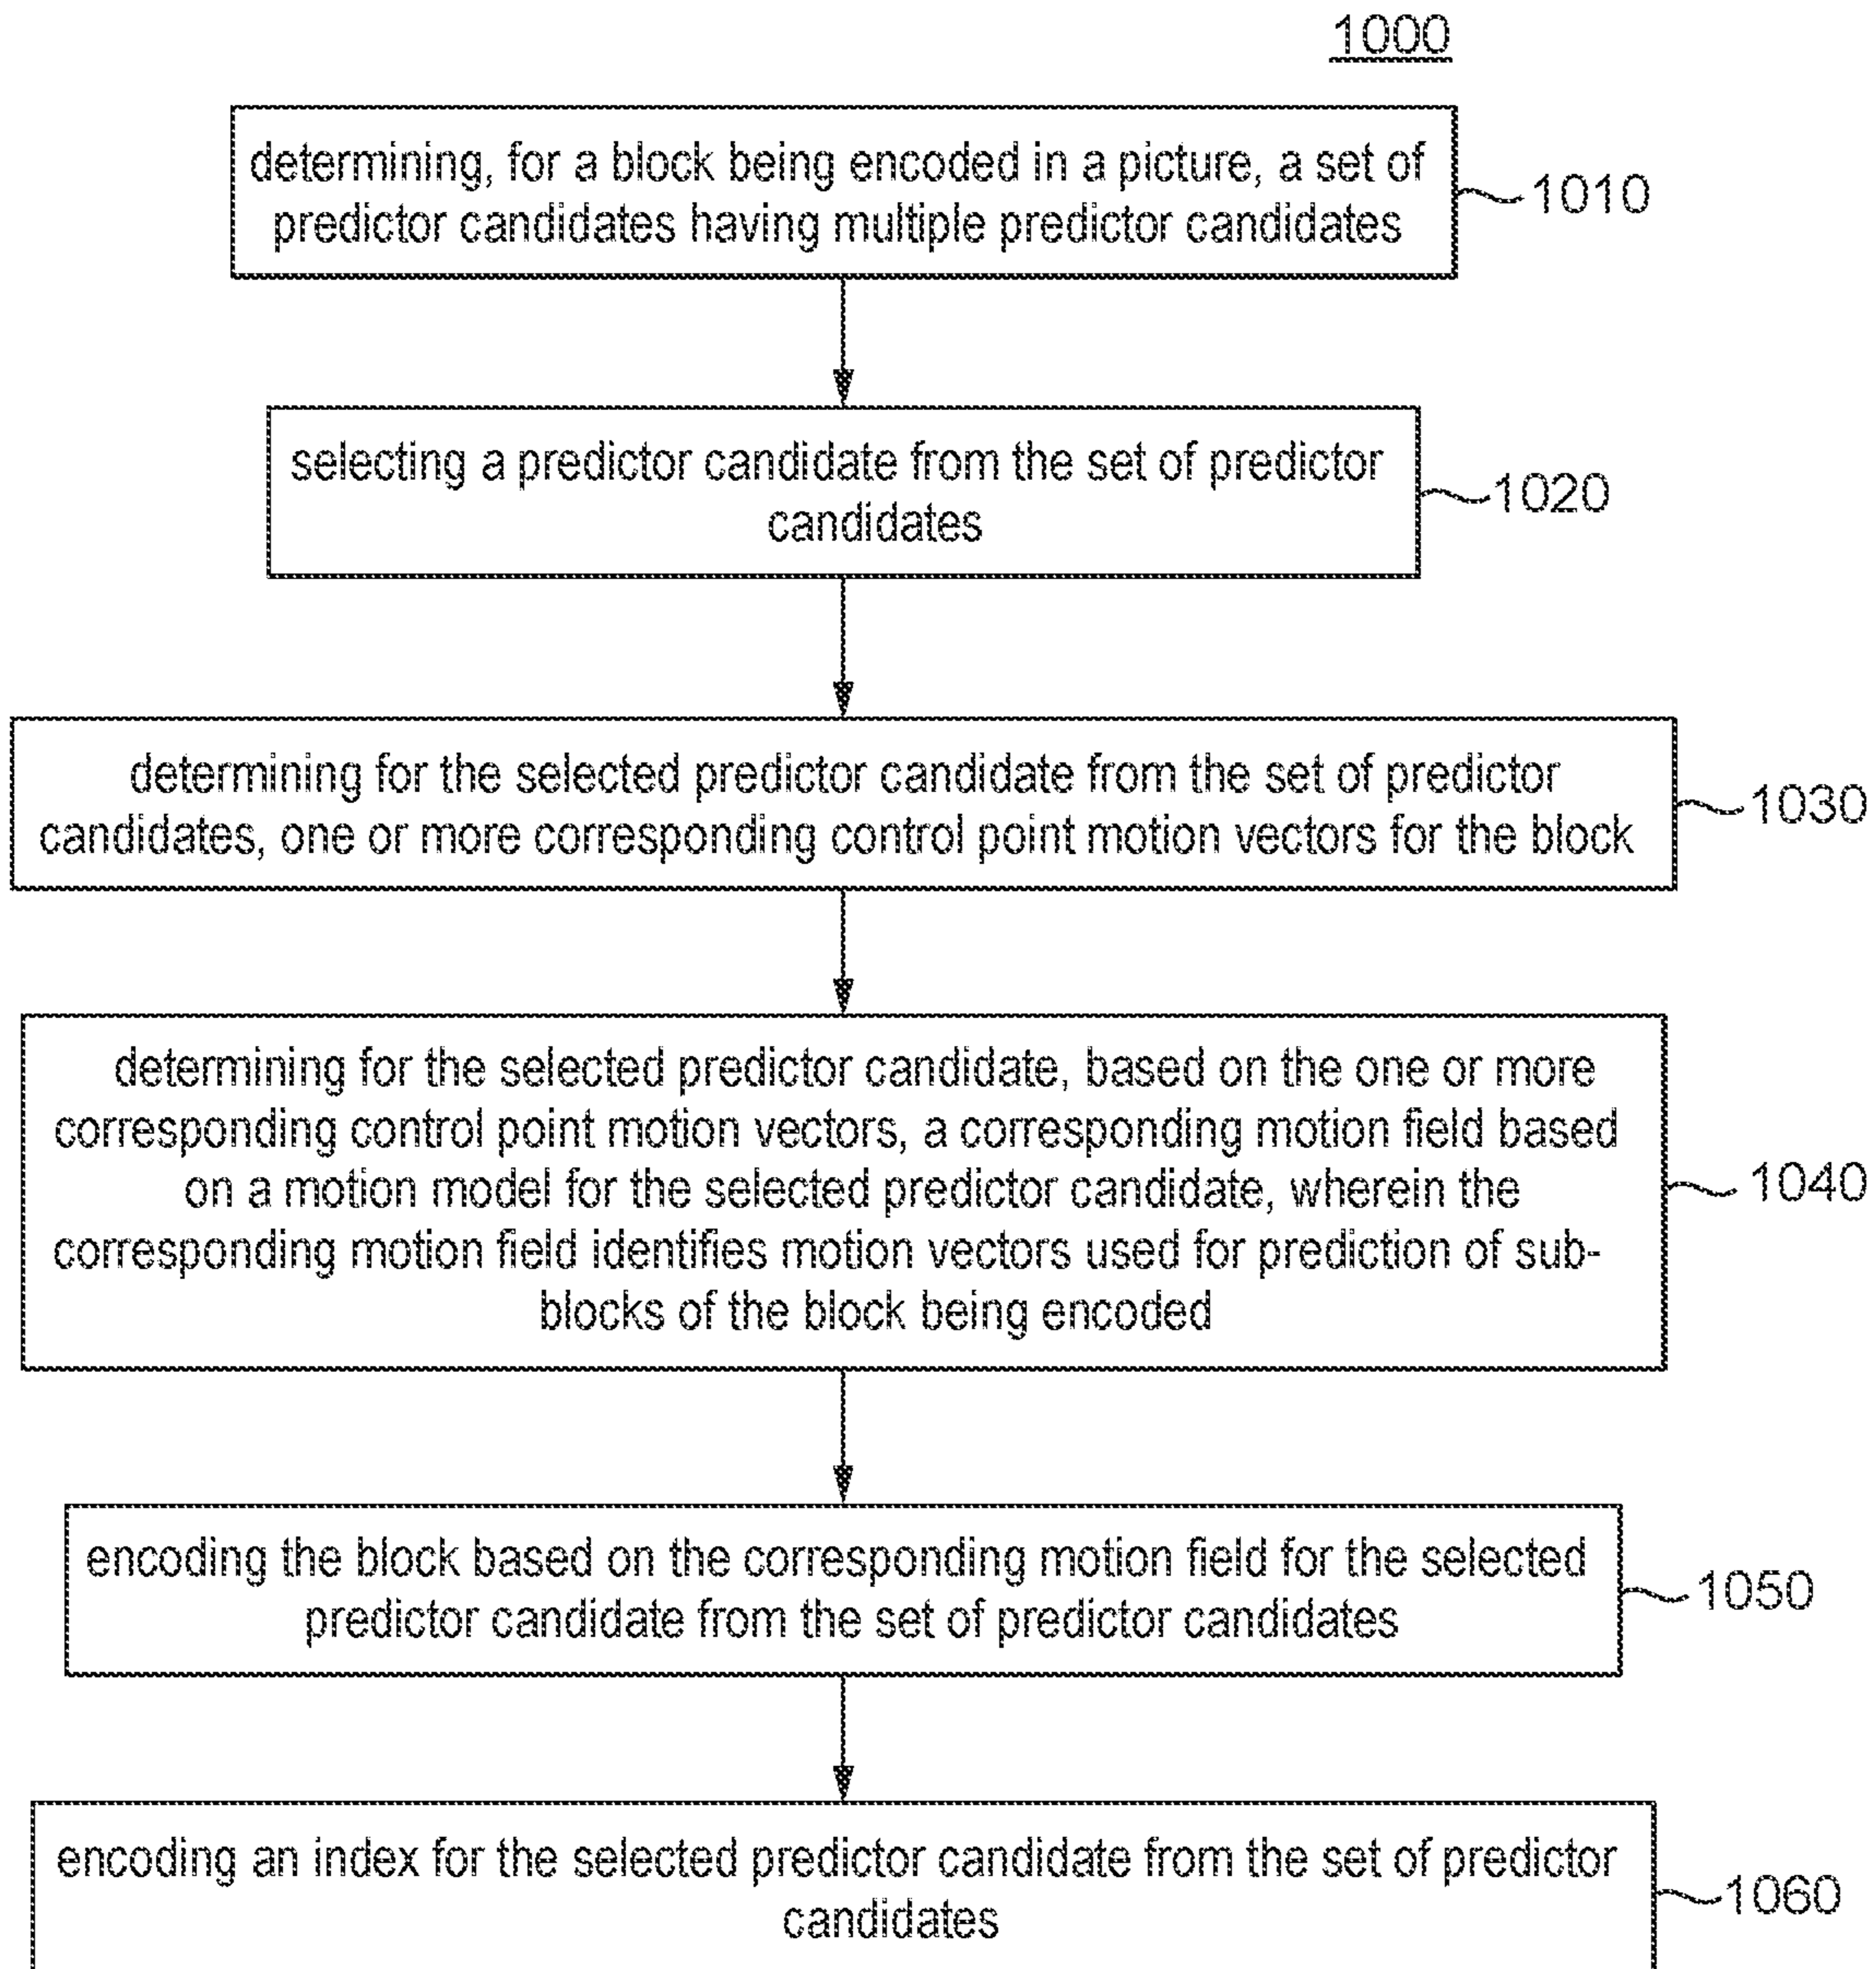 1000
determining, for a block being encoded in a picture, a set of
predictor candidates having multiple predictor candidates
1010
selecting a predictor candidate from the set of predictor
candidates
1020
determining for the selected predictor candidate from the set of predictor
candidates, one or more corresponding control point motion vectors for the block
1030
determining for the selected predictor candidate, based on the one or more
corresponding control point motion vectors, a corresponding motion field based
on a motion model for the selected predictor candidate, wherein the
corresponding motion field identifies motion vectors used for prediction of sub-
blocks of the block being encoded
1040
encoding the block based on the corresponding motion field for the selected
predictor candidate from the set of predictor candidates
1050
encoding an index for the selected predictor candidate from the set of predictor
candidates
1060